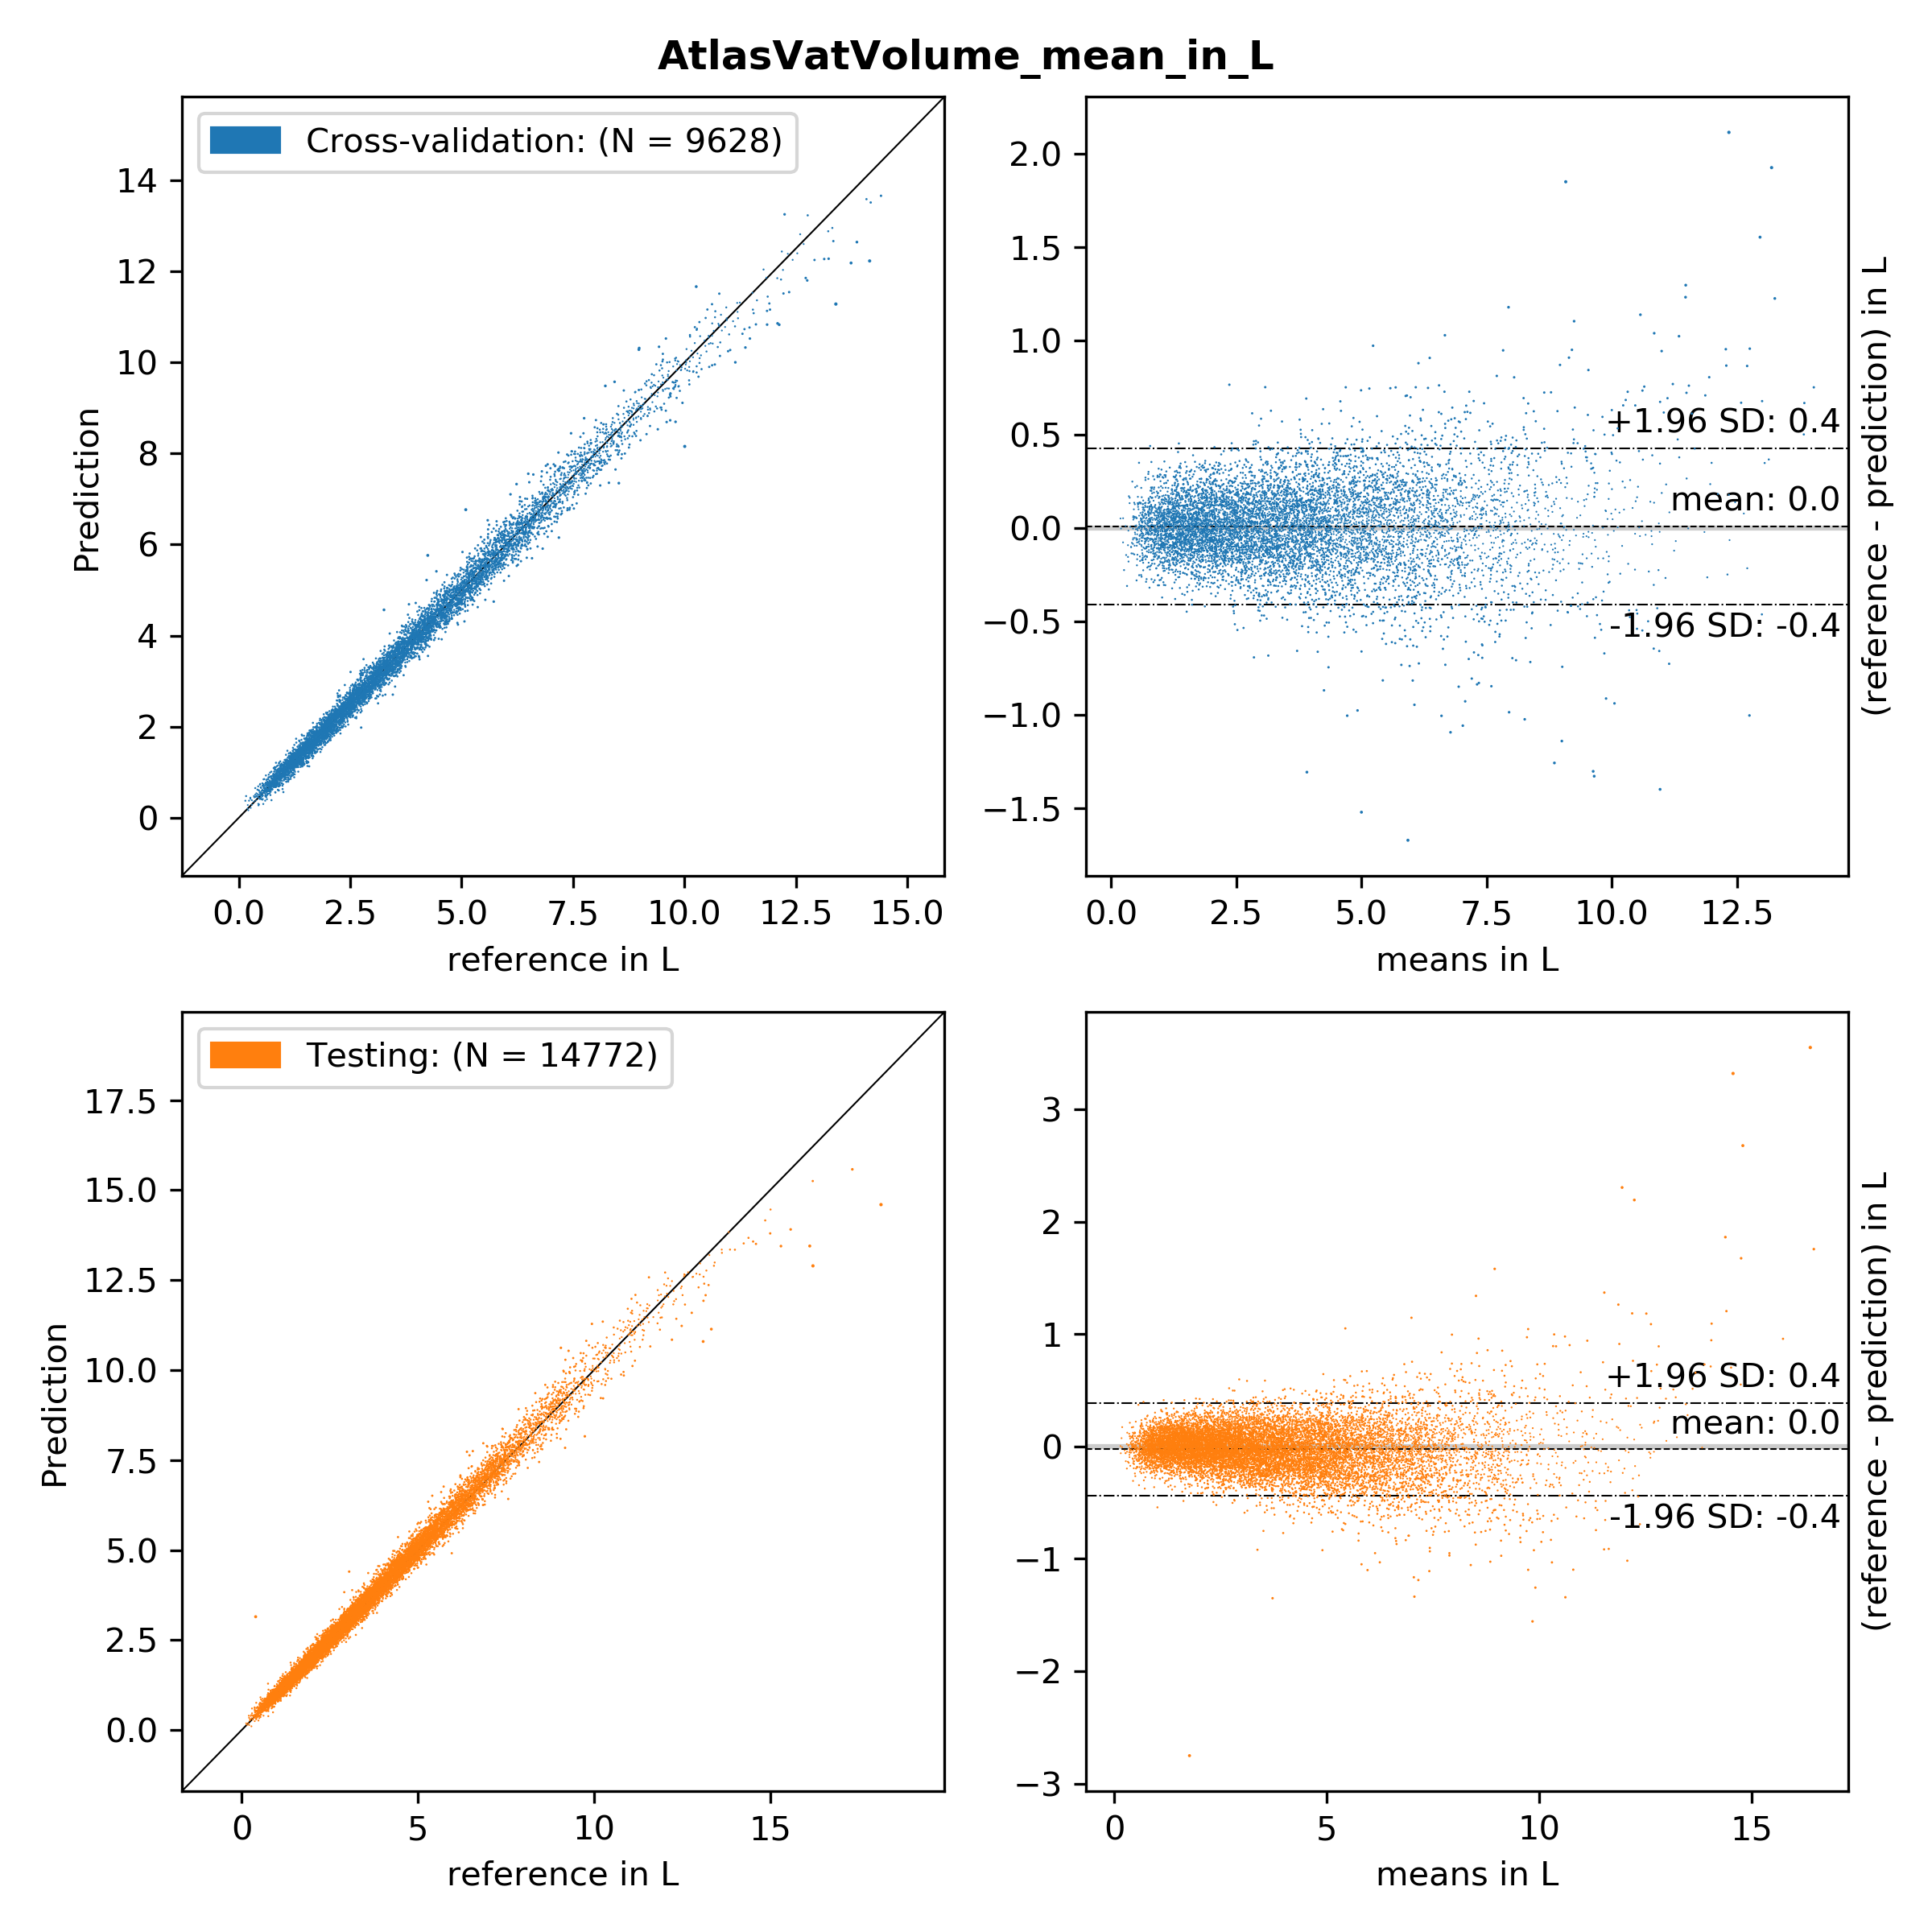 AtlasVatVolume_mean_in_L
Cross-validation: (N = 9628)
14
12
10
8
6
4
2
0
Prediction
0.0 2.5 5.0 7.5 10.0 12.5 15.0
reference in L
2.0
1.5
1.0
0.5
0.0
−0.5
−1.0
−1.5
+1.96 SD: 0.4
mean: 0.0
-1.96 SD: -0.4
(reference - prediction) in L
0.0 2.5 5.0 7.5 10.0 12.5
means in L
Testing: (N = 14772)
17.5
15.0
12.5
10.0
7.5
5.0
2.5
0.0
Prediction
0 5 10 15
reference in L
3
2
1
0
−1
−2
−3
+1.96 SD: 0.4
mean: 0.0
-1.96 SD: -0.4
(reference - prediction) in L
0 5 10 15
means in L